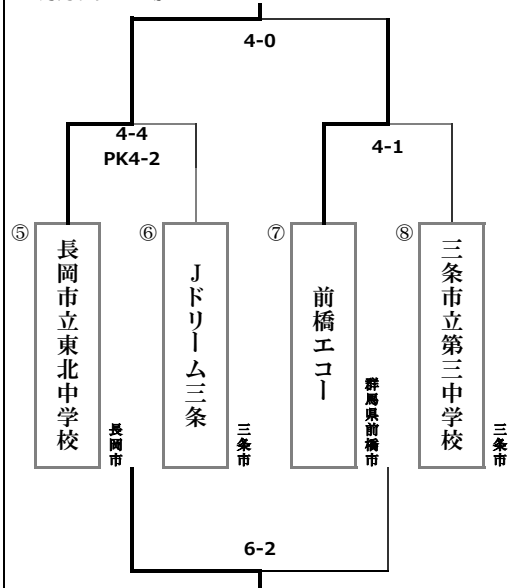 4-0
4-4
PK4-2
4-1
⑤
長岡市立東北中学校
長岡市
⑥
Jドリーム三条
三条市
⑦
前橋エコー
群馬県前橋市
⑧
三条市立第三中学校
三条市
6-2